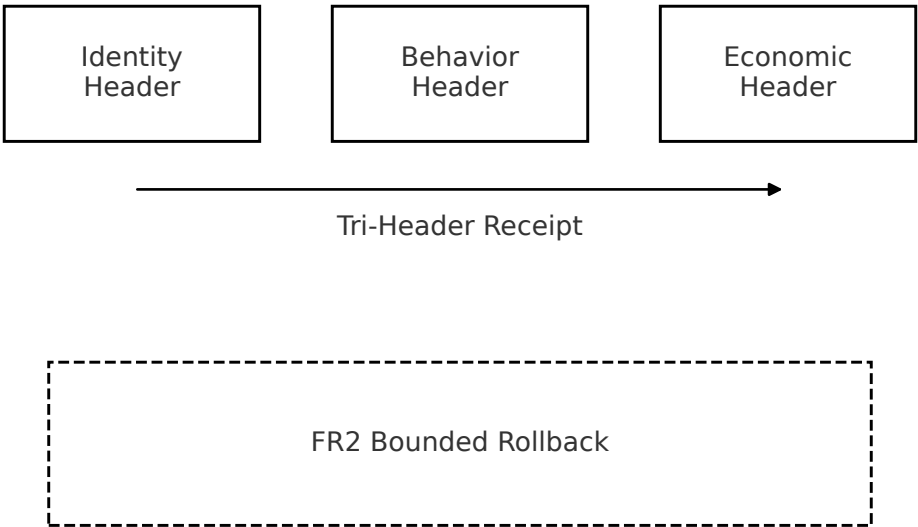 Identity
Header
Behavior
Header
Economic
Header
Tri-Header Receipt
FR2 Bounded Rollback